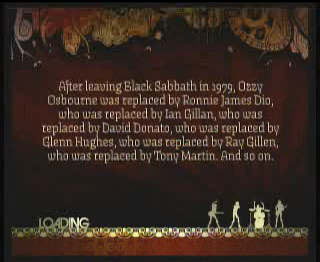 After leaving Black Sabbath in 1979, Ozzy
Osbourne was replaced by Ronnie James Dio,
who was replaced by Ian Gillan, who was
replaced by David Donato, who was replaced by
Glenn Hughes, who was replaced by Ray Gillen,
who was replaced by Tony Martin. And so on.
LOADING